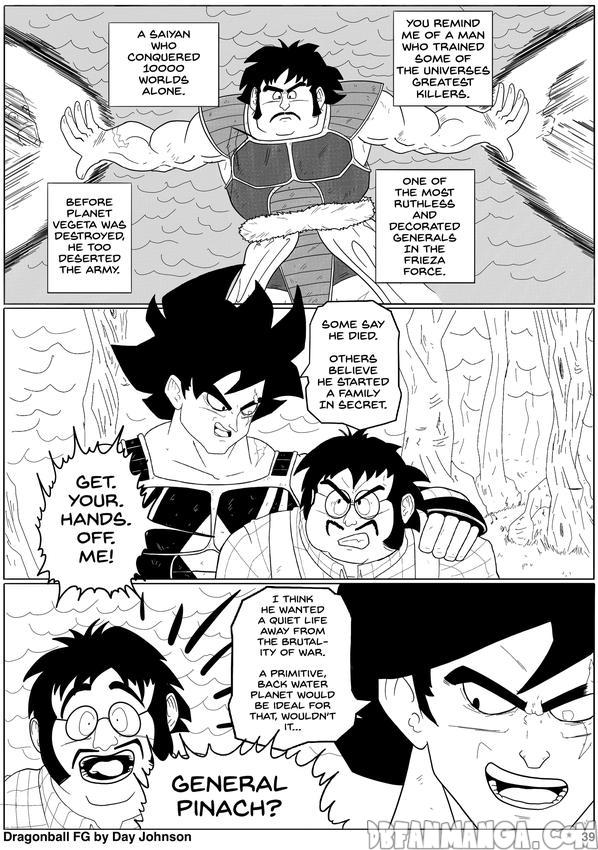 A SAIYAN
WHO
CONQUERED
10000
WORLDS
ALONE.
YOU REMIND
ME OF A MAN
WHO TRAINED
SOME OF
THE UNIVERSES
GREATEST
KILLERS.
BEFORE
PLANET
VEGETA WAS
DESTROYED,
HE TOO
DESERTED
THE ARMY.
ONE OF
THE MOST
RUTHLESS
AND
DECORATED
GENERALS
IN THE
FRIEZA
FORCE.
SOME SAY
HE DIED.
OTHERS
BELIEVE
HE STARTED
A FAMILY
IN SECRET.
GET.
YOUR.
HANDS.
OFF.
ME!
I THINK
HE WANTED
A QUIET LIFE
AWAY FROM
THE BRUTAL-
ITY OF WAR.
A PRIMITIVE,
BACK WATER
PLANET WOULD
BE IDEAL FOR
THAT, WOULDN'T
IT...
GENERAL
PINACH?
Dragonball FG by Day Johnson
DBFANMANGA.COM
39